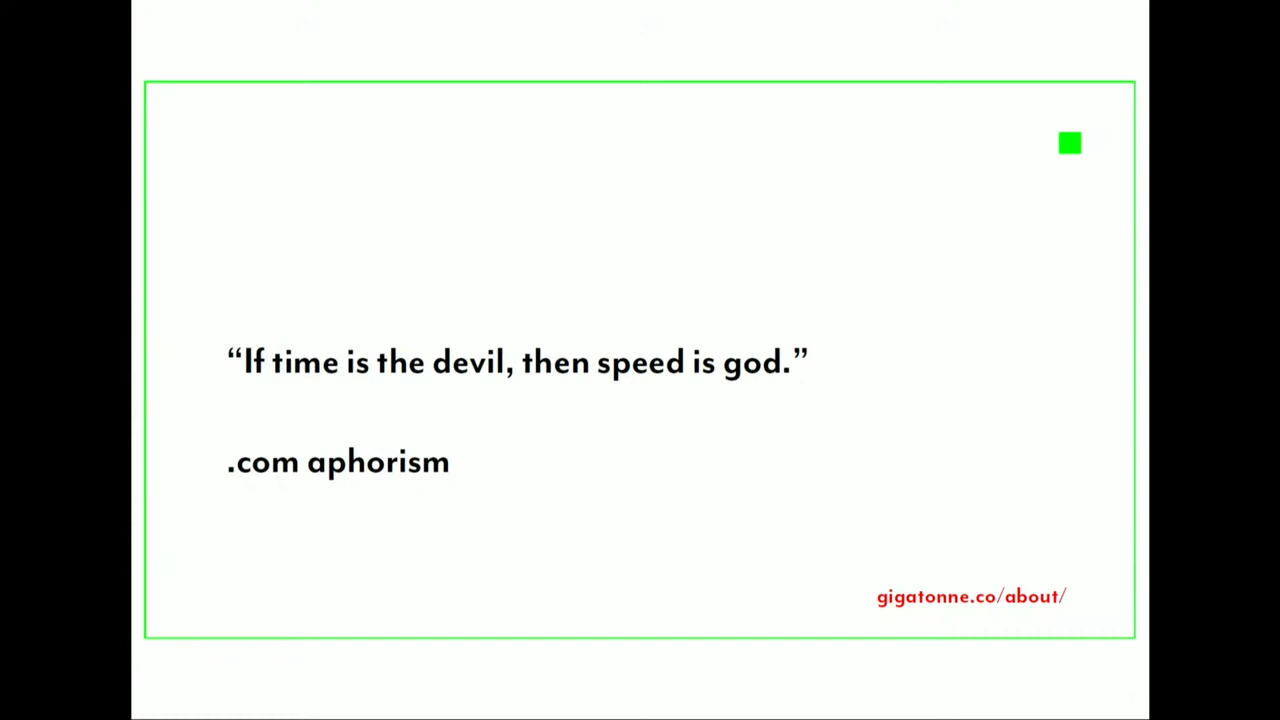 “If time is the devil, then speed is god.”
.com aphorism
gigatonne.co/about/